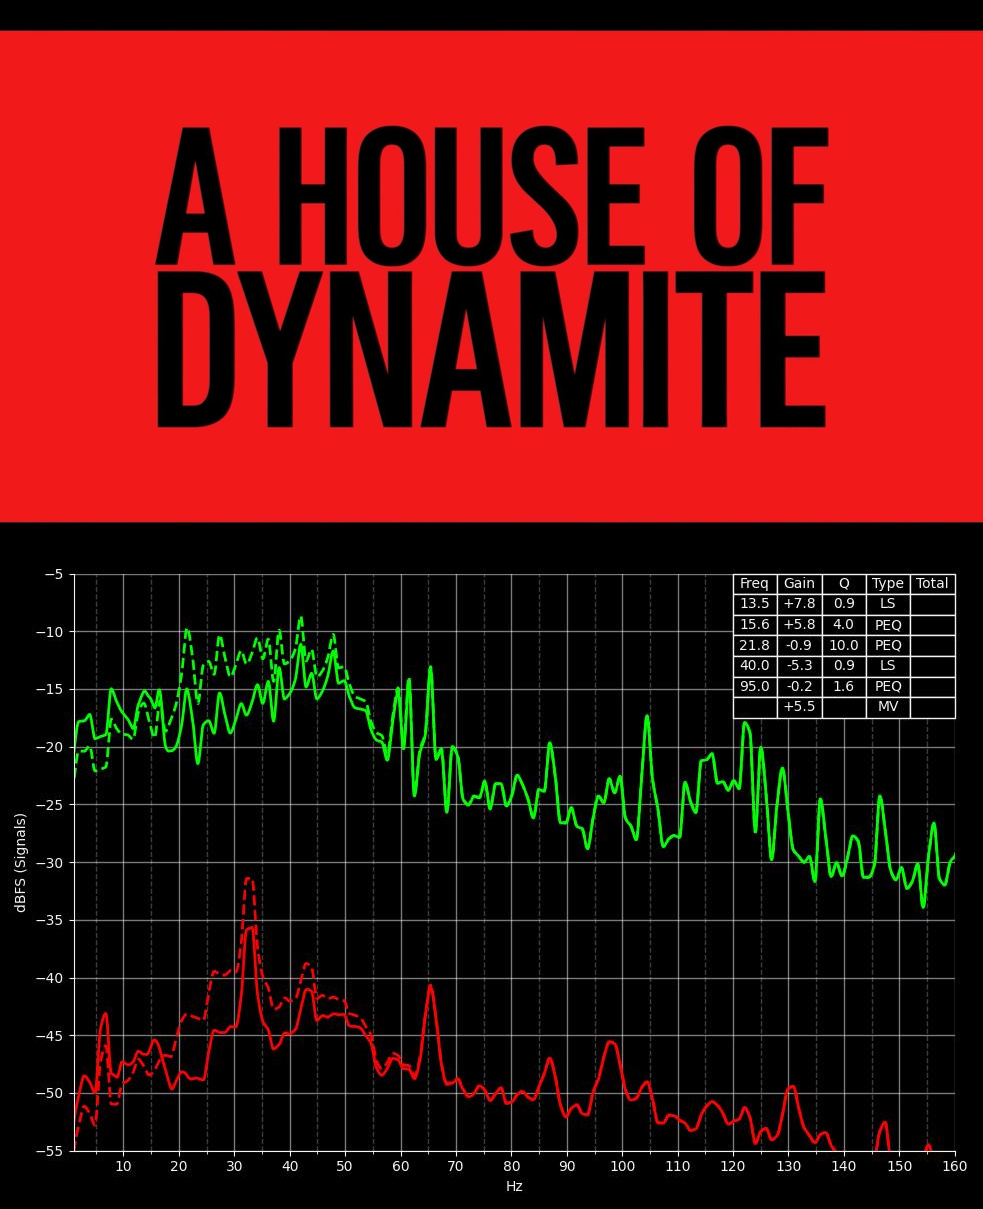 A HOUSE OF
DYNAMITE
Freq Gain Q Type Total
13.5 +7.8 0.9 LS
15.6 +5.8 4.0 PEQ
21.8 -0.9 10.0 PEQ
40.0 -5.3 0.9 LS
95.0 -0.2 1.6 PEQ
+5.5 MV
−5
−10
−15
−20
−25
−30
−35
−40
−45
−50
−55
dBFS (Signals)
10 20 30 40 50 60 70 80 90 100 110 120 130 140 150 160
Hz